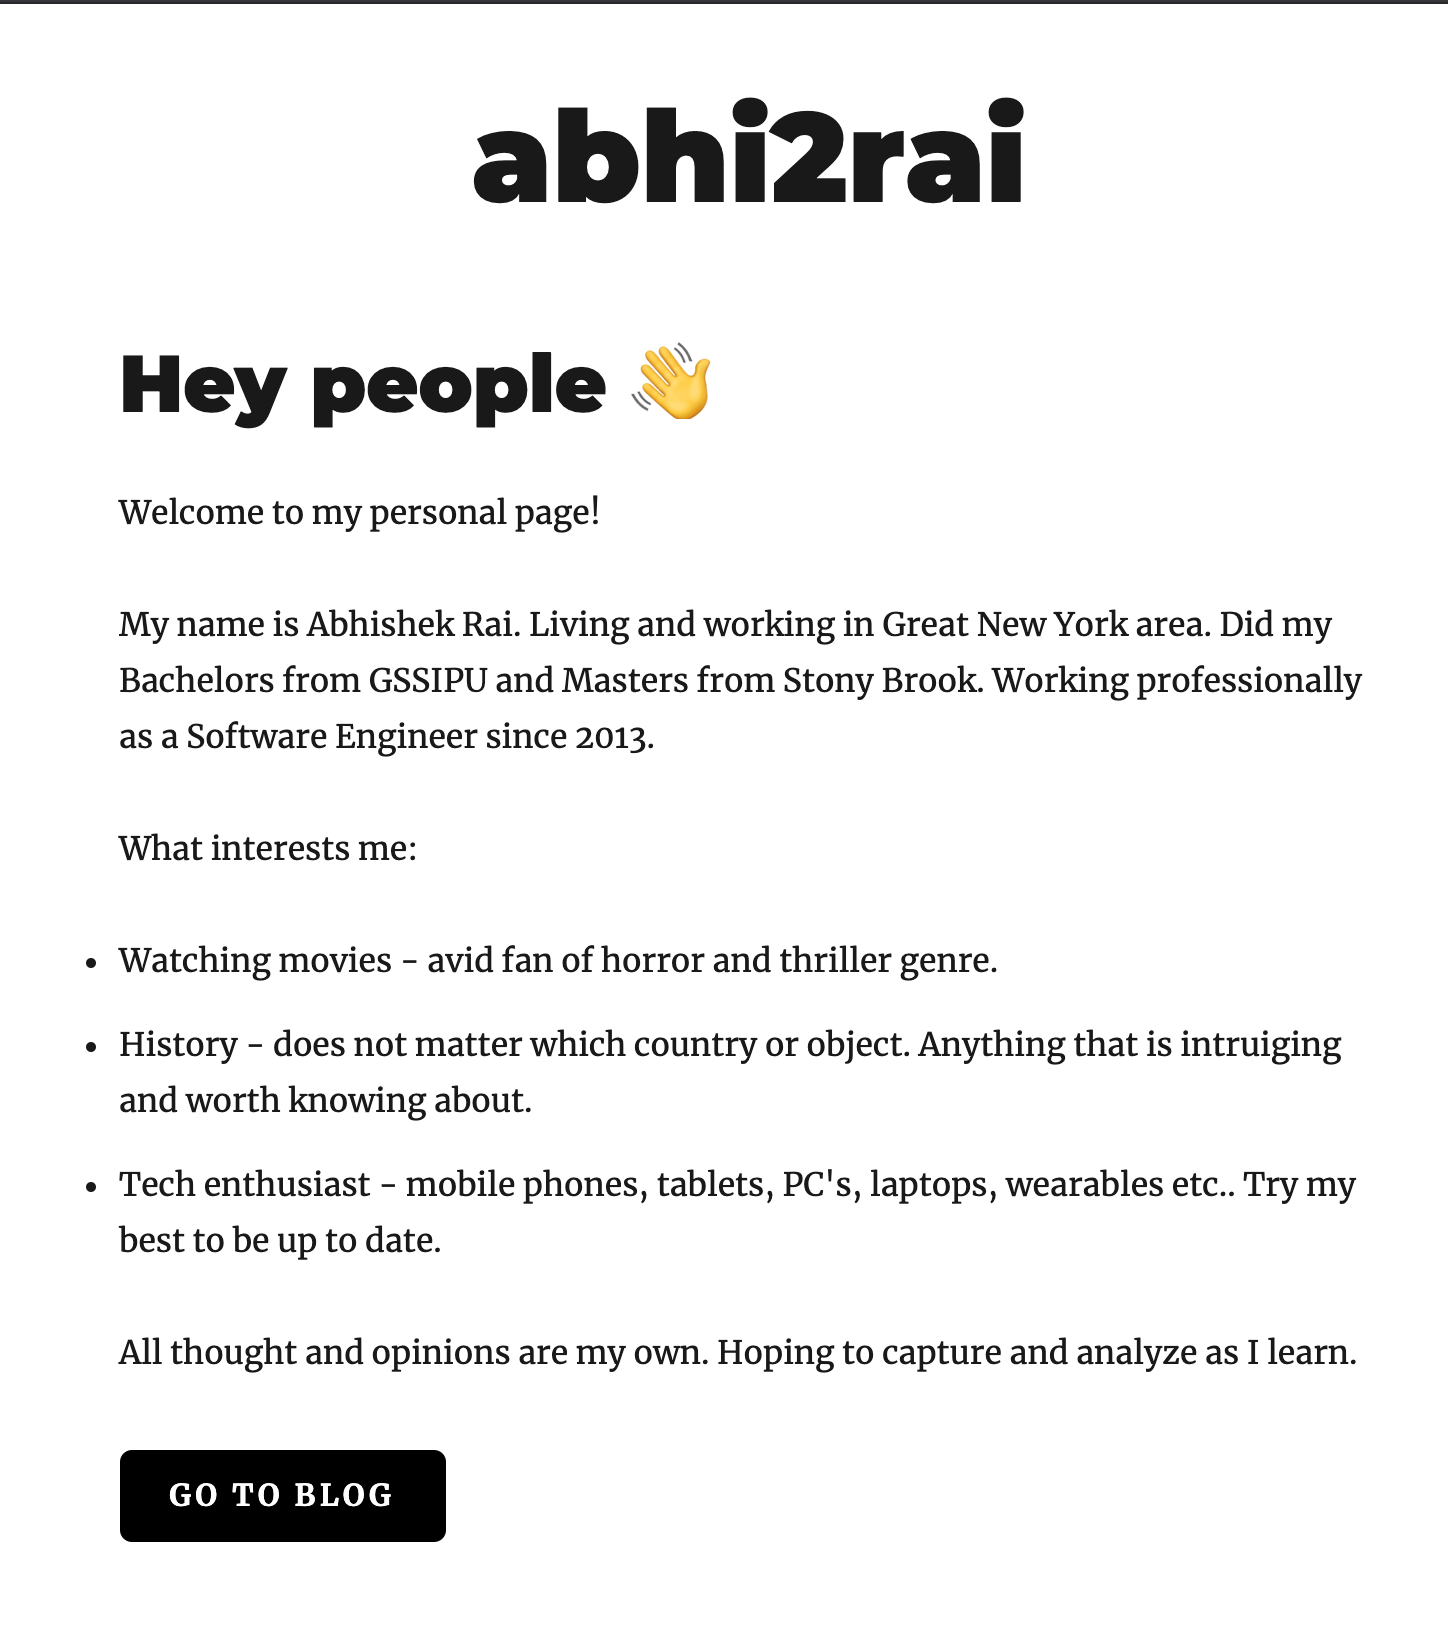 abhi2rai
Hey people 👋
Welcome to my personal page!
My name is Abhishek Rai. Living and working in Great New York area. Did my
Bachelors from GSSIPU and Masters from Stony Brook. Working professionally
as a Software Engineer since 2013.
What interests me:
• Watching movies - avid fan of horror and thriller genre.
• History - does not matter which country or object. Anything that is intruiging
and worth knowing about.
• Tech enthusiast - mobile phones, tablets, PC's, laptops, wearables etc.. Try my
best to be up to date.
All thought and opinions are my own. Hoping to capture and analyze as I learn.
GO TO BLOG